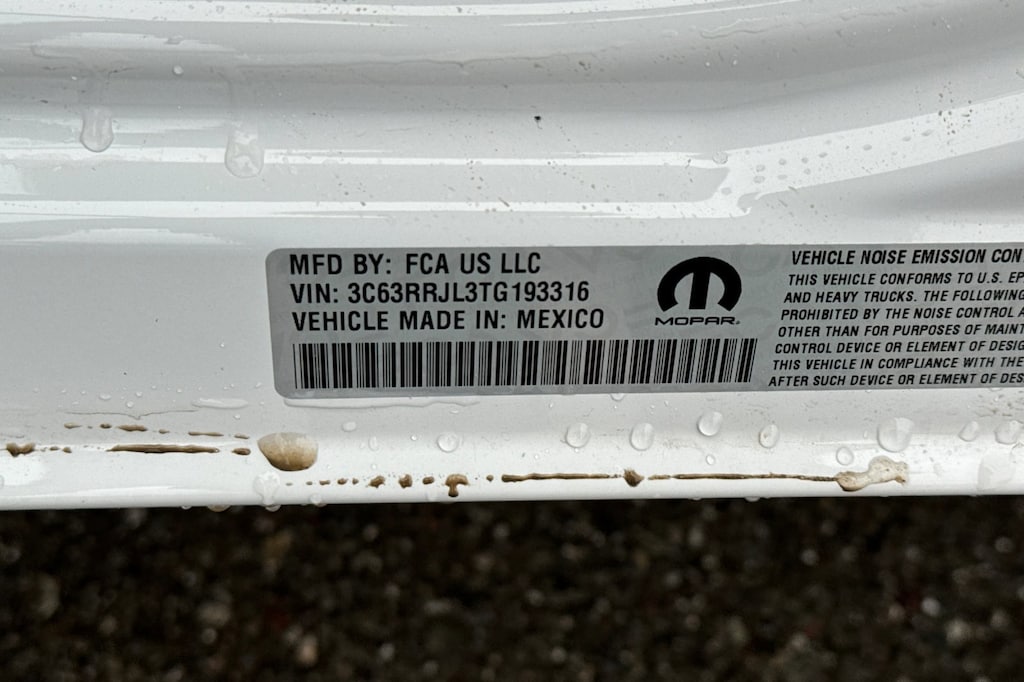 MFD BY: FCA US LLC
VIN: 3C63RRJL3TG193316
VEHICLE MADE IN: MEXICO
MOPAR®
VEHICLE NOISE EMISSION CON
THIS VEHICLE CONFORMS TO U.S. EP
AND HEAVY TRUCKS. THE FOLLOWING
PROHIBITED BY THE NOISE CONTROL A
OTHER THAN FOR PURPOSES OF MAINT
CONTROL DEVICE OR ELEMENT OF DESIG
THIS VEHICLE IN COMPLIANCE WITH THE
AFTER SUCH DEVICE OR ELEMENT OF DES